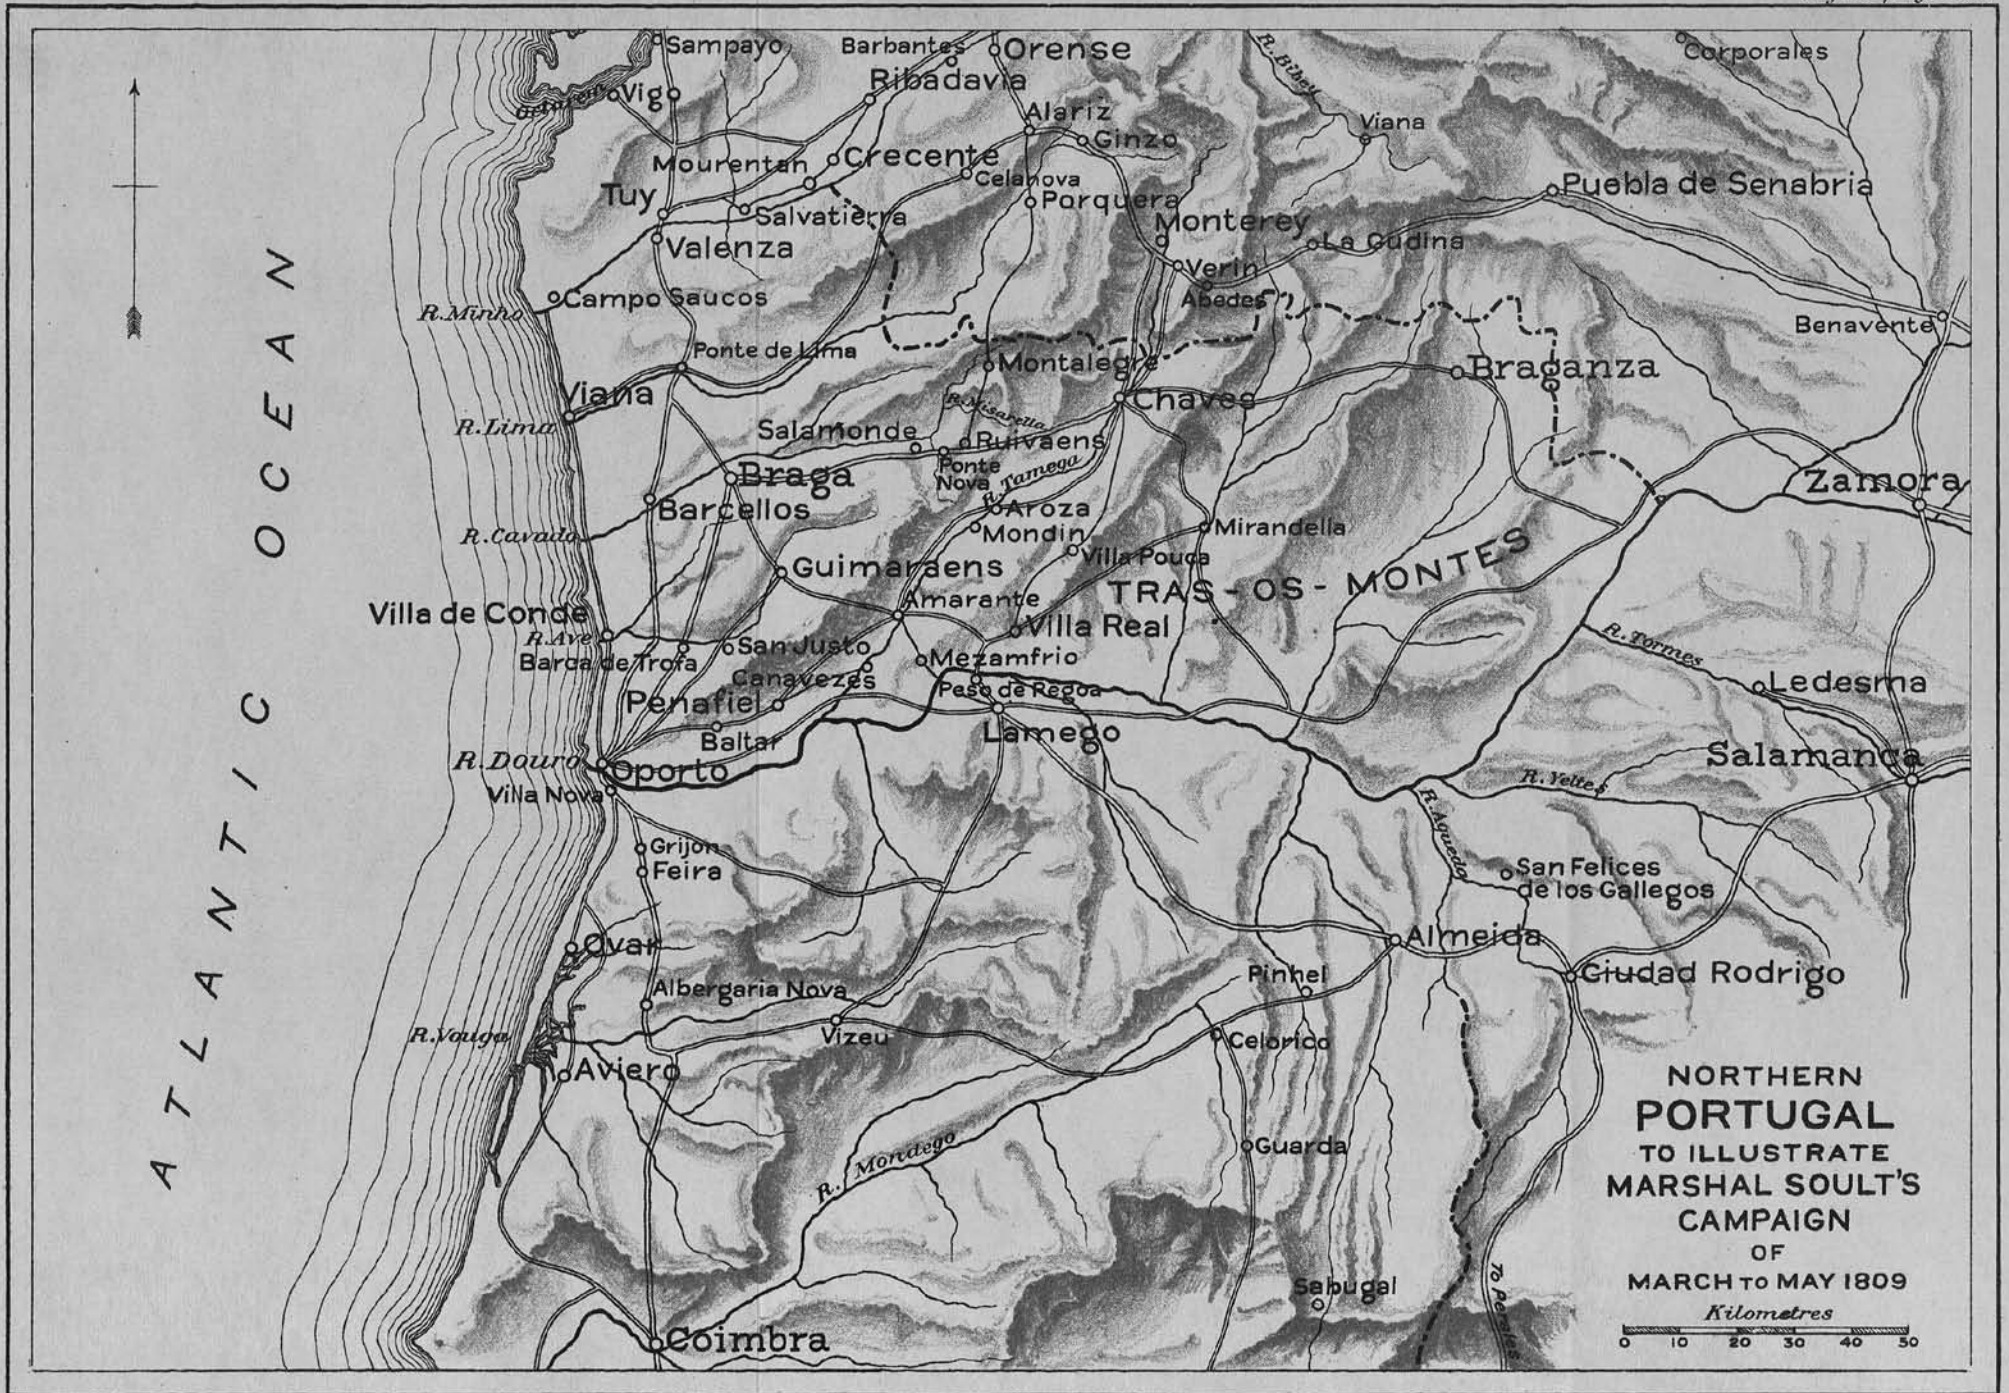 Sampayo
Barbantes
Orense
Corporales
Ribadavia
R. Bibey
Vigo
Alariz
Viana
Ginzo
Mourentan
Crecente
Celanova
Puebla de Senabria
Tuy
Porquera
Salvatierra
Monterey
Valenza
La Gudina
Verin
Abedes
Campo Saucos
R. Minho
Benavente
Ponte de Lima
Montalegre
Braganza
Viana
Chaves
R. Misarella
R. Lima
Salamonde
Ruivaens
Ponte
Nova
R. Tamega
Braga
Zamora
Barcellos
Aroza
R. Cavado
Mondin
Mirandella
Villa Pouca
Guimaraens
TRAS-OS-MONTES
Amarante
Villa de Conde
R. Ave
Villa Real
San Justo
Barca de Trofa
Mezamfrio
R. Tormes
Canavezes
Peso de Regoa
Ledesma
Penafiel
Baltar
Lamego
Salamanca
R. Douro
Oporto
R. Yeltes
Villa Nova
R. Agueda
Grijon
Feira
San Felices
de los Gallegos
Ovar
Almeida
Pinhel
Ciudad Rodrigo
Albergaria Nova
R. Vouga
Vizeu
Celorico
Aviero
R. Mondego
Guarda
Sabugal
To Perales
Coimbra
ATLANTIC OCEAN
NORTHERN
PORTUGAL
TO ILLUSTRATE
MARSHAL SOULT'S
CAMPAIGN
OF
MARCH TO MAY 1809
Kilometres
0 10 20 30 40 50